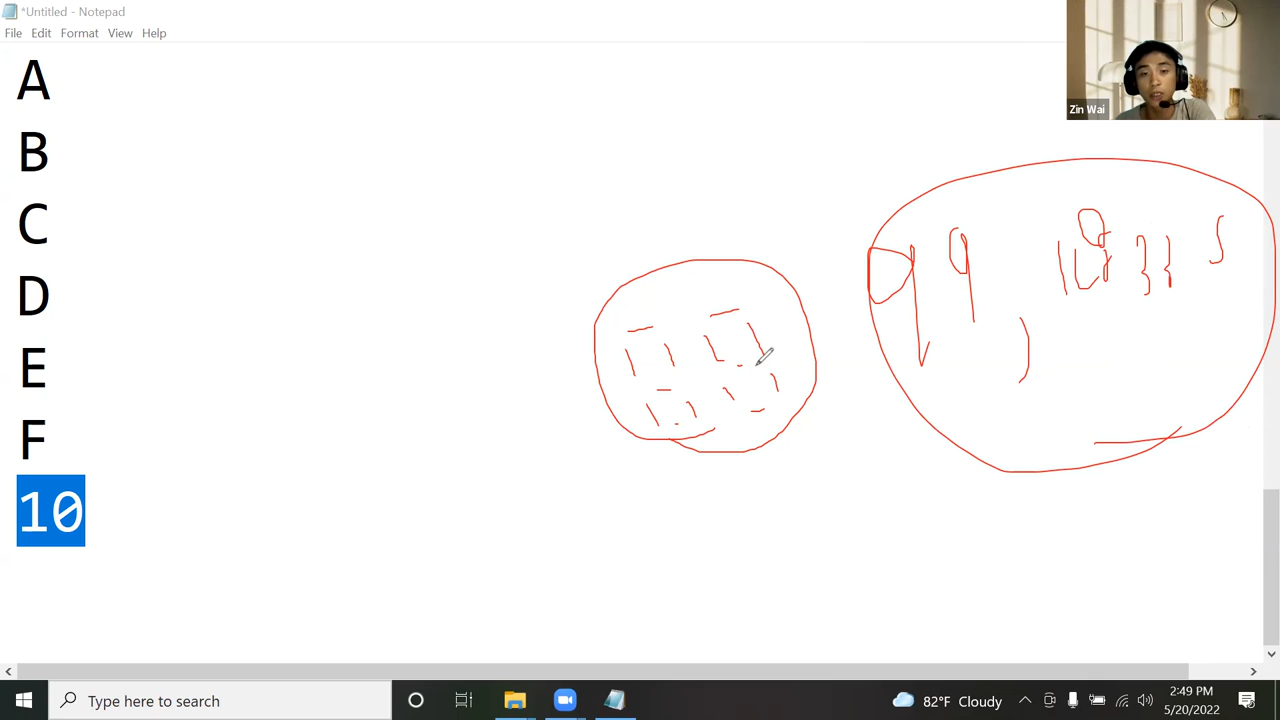 *Untitled - Notepad
File Edit Format View Help
Zin Wai
A
B
C
D
E
F
10
Type here to search
82°F Cloudy
2:49 PM
5/20/2022